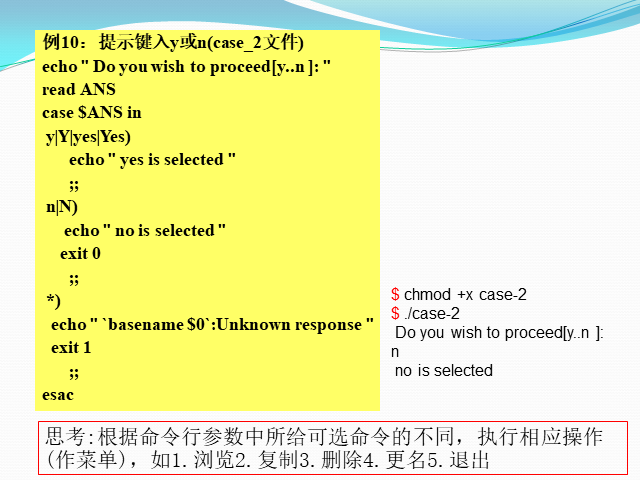 例10：提示键入y或n(case_2文件)
echo " Do you wish to proceed[y..n ]: "
read ANS
case $ANS in
y|Y|yes|Yes)
echo " yes is selected "
;;
n|N)
echo " no is selected "
exit 0
;;
*)
echo " `basename $0`:Unknown response "
exit 1
;;
esac
$ chmod +x case-2
$ ./case-2
Do you wish to proceed[y..n ]:
n
no is selected
思考:根据命令行参数中所给可选命令的不同，执行相应操作
(作菜单)，如1.浏览2.复制3.删除4.更名5.退出